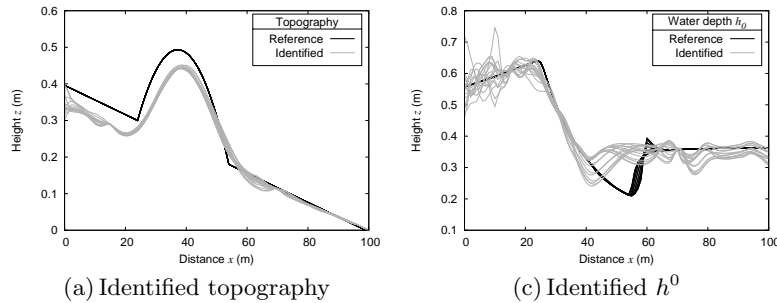 Topography
Reference
Identified
0.6
0.5
0.4
0.3
0.2
0.1
0
Height z (m)
0 20 40 60 80 100
Distance x (m)
(a) Identified topography
Water depth h0
Reference
Identified
0.8
0.7
0.6
0.5
0.4
0.3
0.2
0.1
Height z (m)
0 20 40 60 80 100
Distance x (m)
(c) Identified h^0